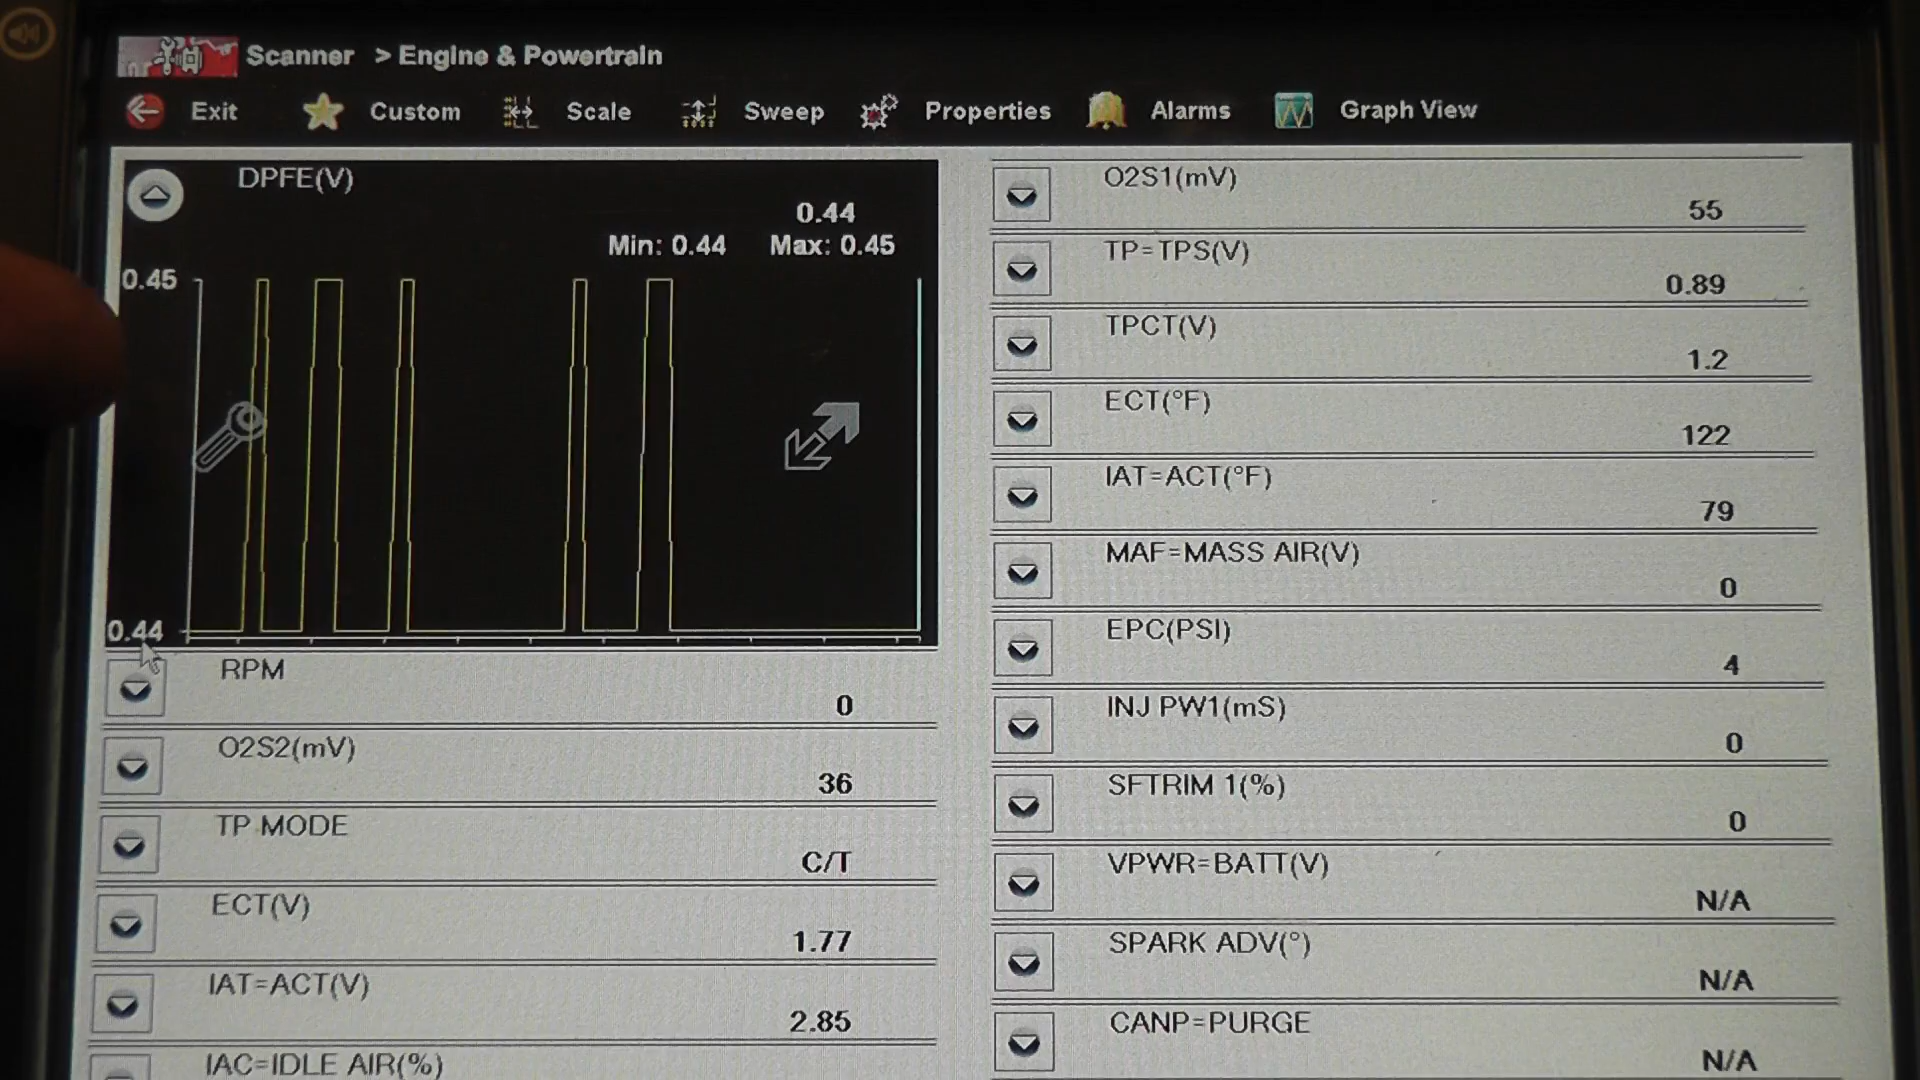 Scanner > Engine & Powertrain
Exit Custom Scale Sweep Properties Alarms Graph View
DPFE(V)
0.44
Min: 0.44 Max: 0.45
0.45
0.44
RPM
0
O2S2(mV)
36
TP MODE
C/T
ECT(V)
1.77
IAT=ACT(V)
2.85
IAC=IDLE AIR(%)
O2S1(mV)
55
TP=TPS(V)
0.89
TPCT(V)
1.2
ECT(°F)
122
IAT=ACT(°F)
79
MAF=MASS AIR(V)
0
EPC(PSI)
4
INJ PW1(mS)
0
SFTRIM 1(%)
0
VPWR=BATT(V)
N/A
SPARK ADV(°)
N/A
CANP=PURGE
N/A